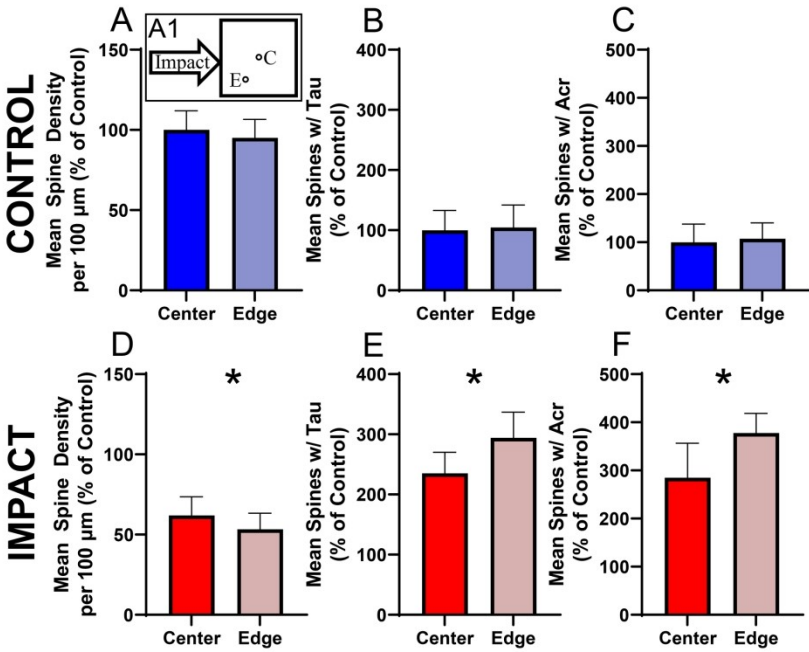 CONTROL
A
A1
Impact
C
E
Mean Spine Density
per 100 µm (% of Control)
150
100
50
0
Center Edge
B
Mean Spines w/ Tau
(% of Control)
400
300
200
100
0
Center Edge
C
Mean Spines w/ Acr
(% of Control)
500
400
300
200
100
0
Center Edge
IMPACT
D
Mean Spine Density
per 100 µm (% of Control)
150
100
50
0
*
Center Edge
E
Mean Spines w/ Tau
(% of Control)
400
300
200
100
0
*
Center Edge
F
Mean Spines w/ Acr
(% of Control)
500
400
300
200
100
0
*
Center Edge